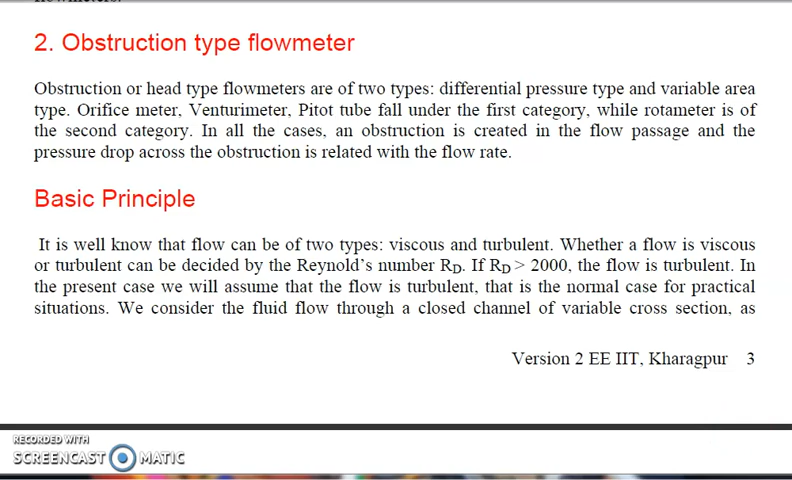 2. Obstruction type flowmeter
Obstruction or head type flowmeters are of two types: differential pressure type and variable area
type. Orifice meter, Venturimeter, Pitot tube fall under the first category, while rotameter is of
the second category. In all the cases, an obstruction is created in the flow passage and the
pressure drop across the obstruction is related with the flow rate.
Basic Principle
It is well know that flow can be of two types: viscous and turbulent. Whether a flow is viscous
or turbulent can be decided by the Reynold's number RD. If RD > 2000, the flow is turbulent. In
the present case we will assume that the flow is turbulent, that is the normal case for practical
situations. We consider the fluid flow through a closed channel of variable cross section, as
Version 2 EE IIT, Kharagpur 3
RECORDED WITH
SCREENCAST MATIC